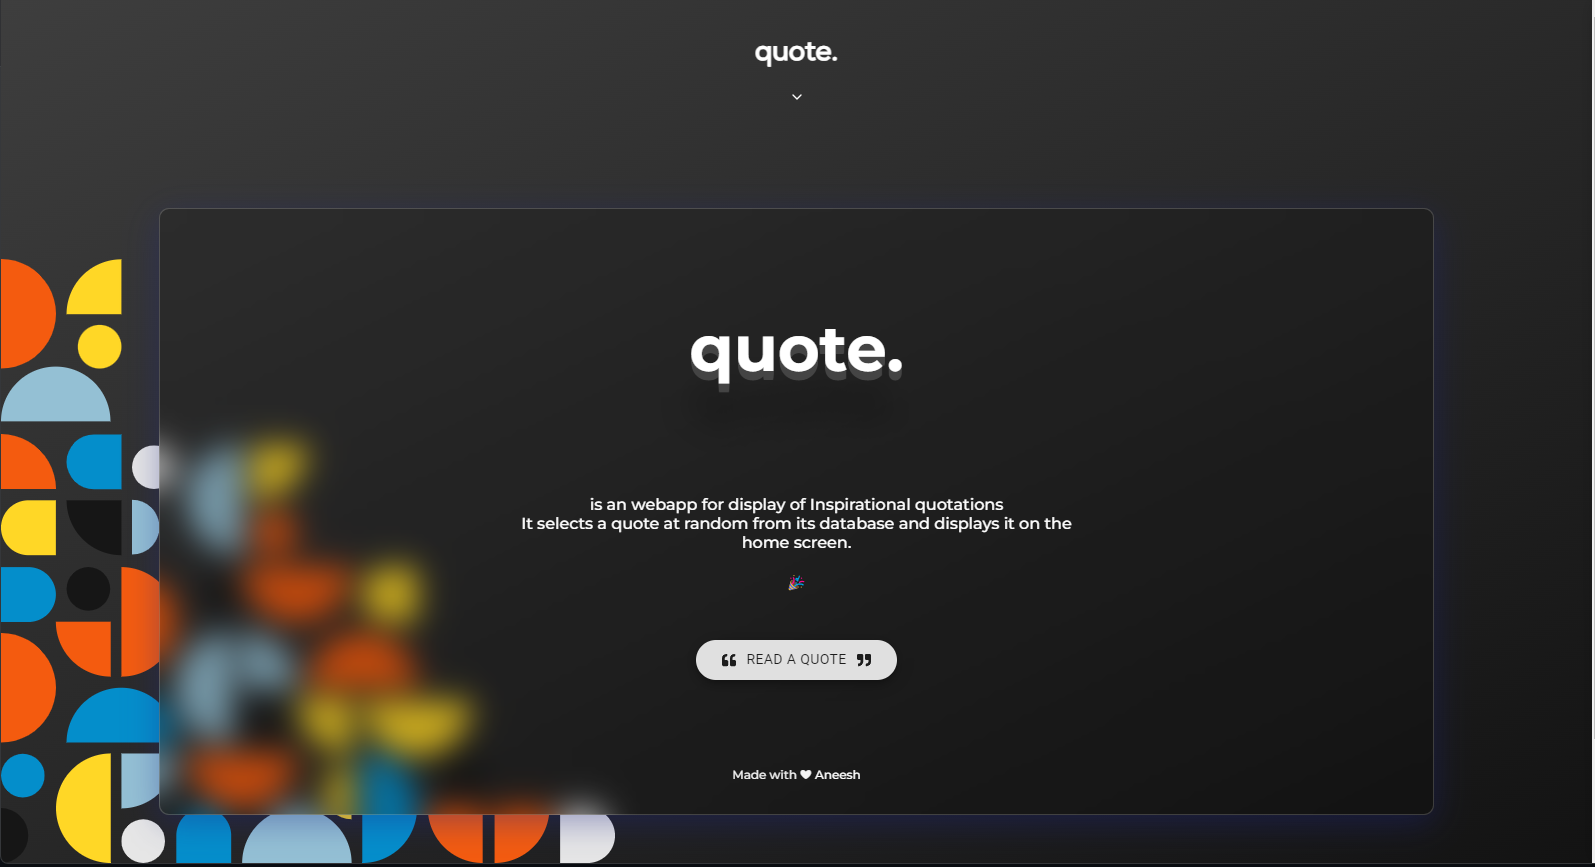 quote.
quote.
is an webapp for display of Inspirational quotations
It selects a quote at random from its database and displays it on the
home screen.
🎉
❝ READ A QUOTE ❞
Made with ♥ Aneesh